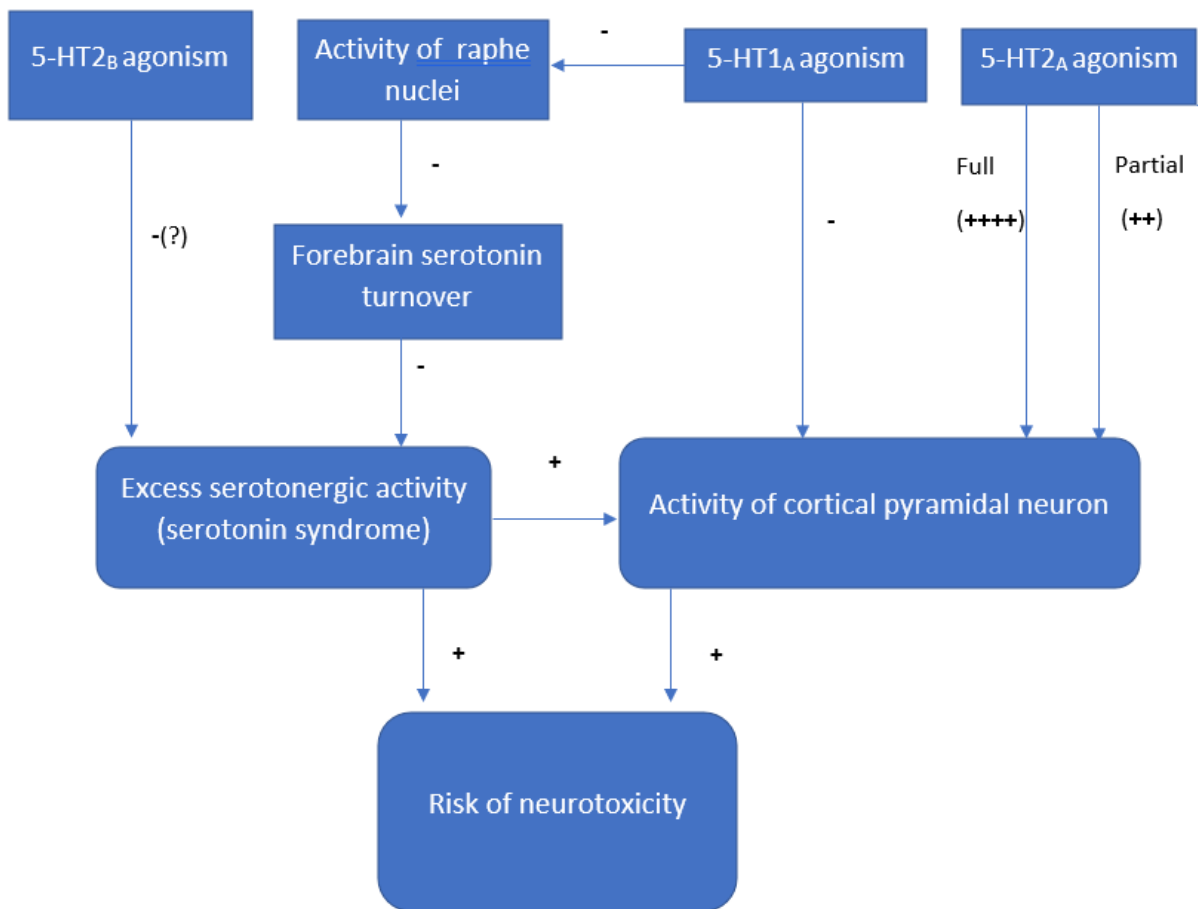 5-HT2B agonism
Activity of raphe
nuclei
-
5-HT1A agonism
5-HT2A agonism
-
Full
(++++)
Partial
(++)
-(?)
-
Forebrain serotonin
turnover
-
Excess serotonergic activity
(serotonin syndrome)
+
Activity of cortical pyramidal neuron
+
+
Risk of neurotoxicity